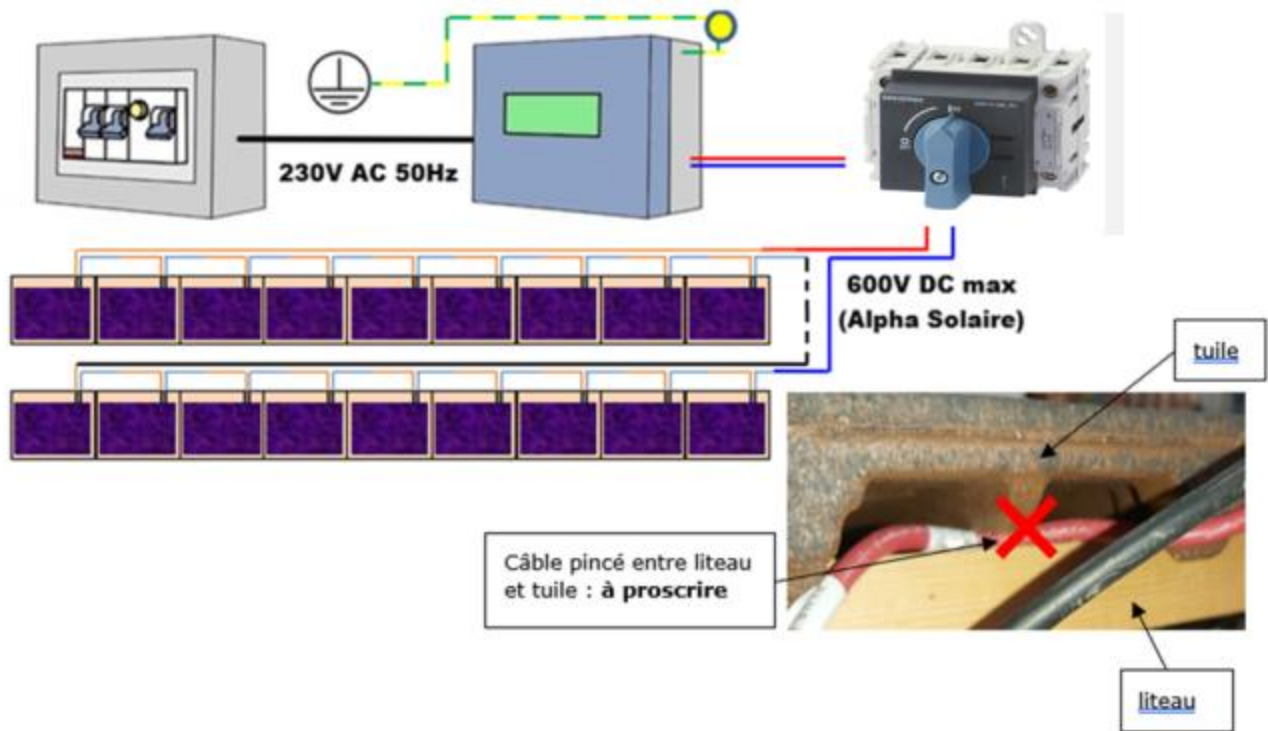 230V AC 50Hz
600V DC max
(Alpha Solaire)
tuile
Câble pincé entre liteau
et tuile : à proscrire
liteau